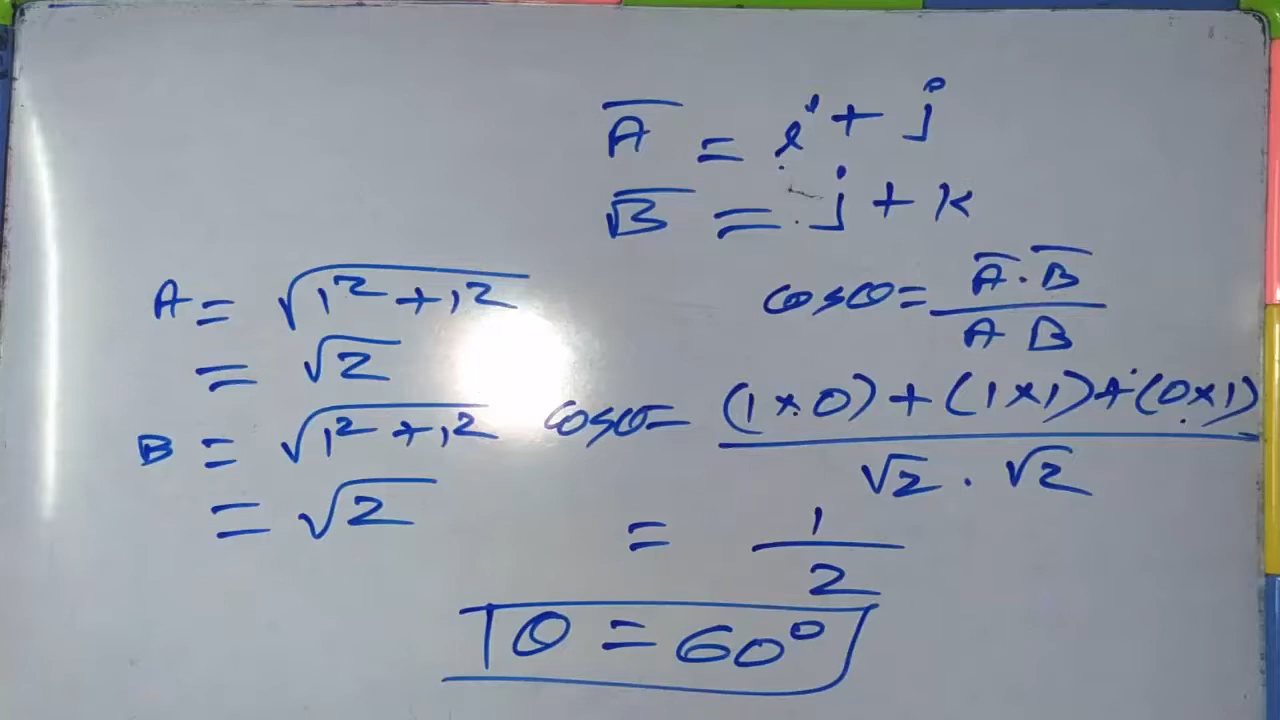 A̅ = i + j
B̅ = j + k
A = √1² + 1²
= √2
B = √1² + 1²
= √2
cosθ = A̅ · B̅ / A B
cosθ = (1 × 0) + (1 × 1) + (0 × 1) / √2 . √2
= 1 / 2
θ = 60°